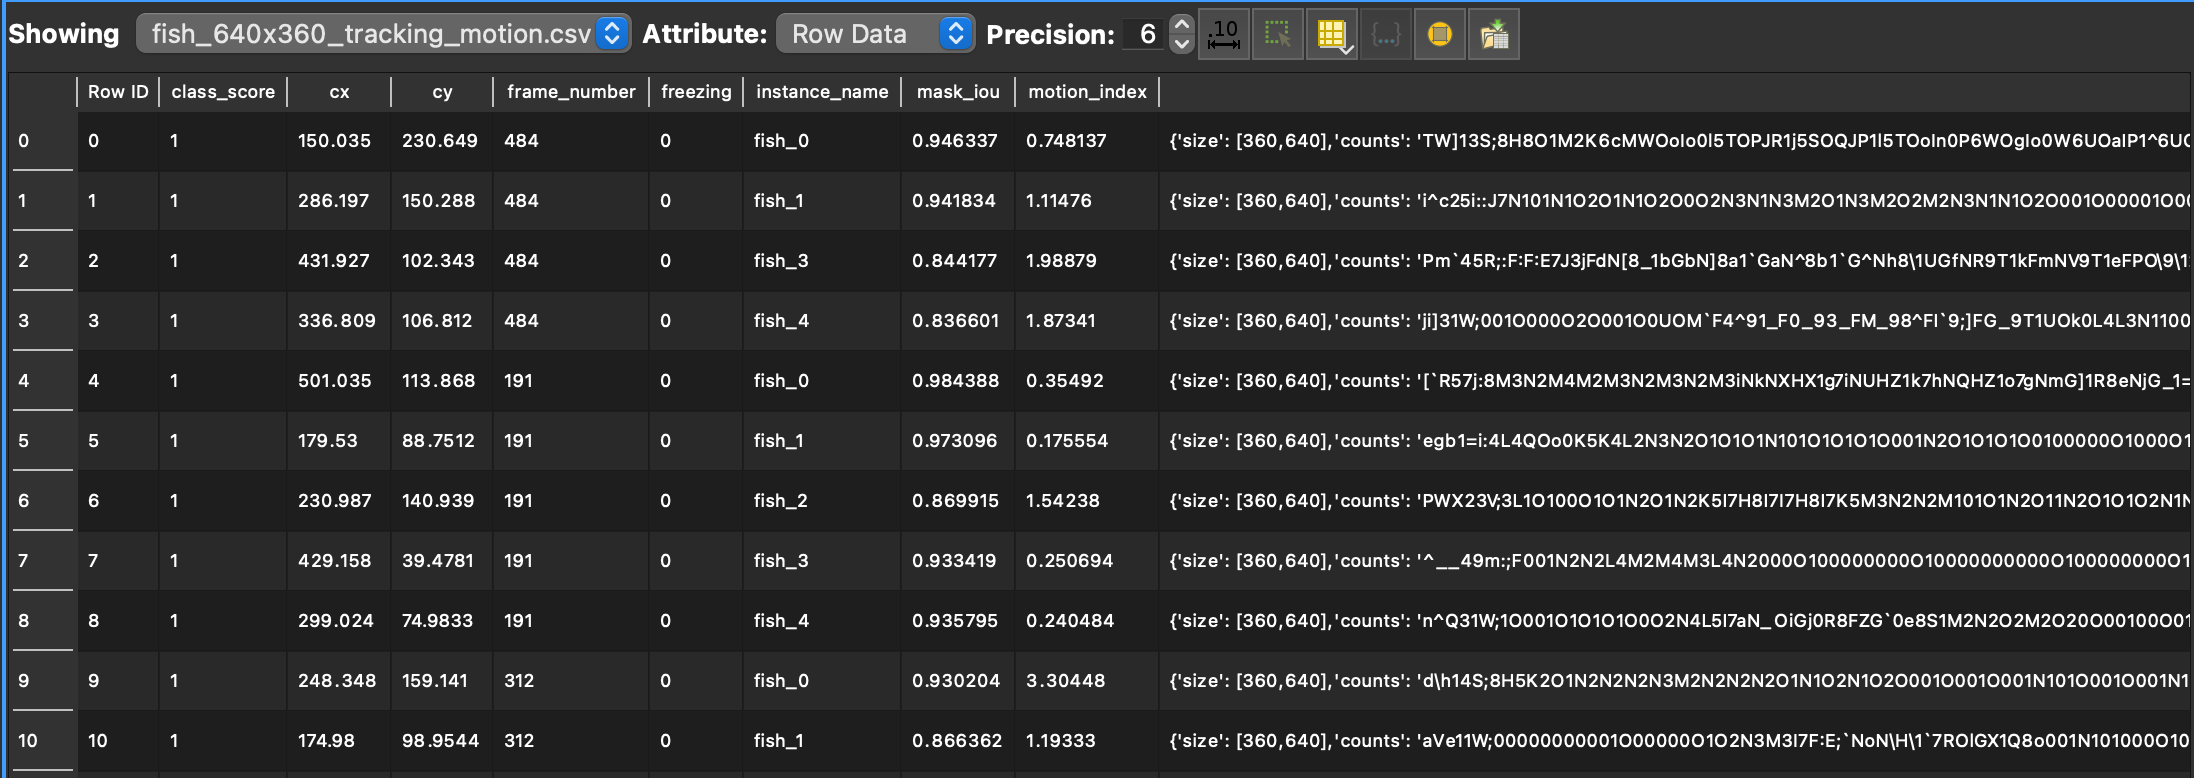 Showing fish_640x360_tracking_motion.csv Attribute: Row Data Precision: 6 .10 {...}
Row ID class_score cx cy frame_number freezing instance_name mask_iou motion_index
0 0 1 150.035 230.649 484 0 fish_0 0.946337 0.748137 {'size': [360,640],'counts': 'TW]13S;8H8O1M2K6cMWOoIo0l5TOPJR1j5SOQJP1l5TOoIn0P6WOgIo0W6UOaIP1^6UO
1 1 1 286.197 150.288 484 0 fish_1 0.941834 1.11476 {'size': [360,640],'counts': 'i^c25i::J7N101N1O2O1N1O2O0O2N3N1N3M2O1N3M2O2M2N3N1N1O2O001O00001O00
2 2 1 431.927 102.343 484 0 fish_3 0.844177 1.98879 {'size': [360,640],'counts': 'Pm`45R;:F:F:E7J3jFdN[8_1bGbN]8a1`GaN^8b1`G^Nh8\1UGfNR9T1kFmNV9T1eFPO\9\1
3 3 1 336.809 106.812 484 0 fish_4 0.836601 1.87341 {'size': [360,640],'counts': 'ji]31W;001O000O2O001O0UOM`F4^91_F0_93_FM_98^FI`9;]FG_9T1UOk0L4L3N1100
4 4 1 501.035 113.868 191 0 fish_0 0.984388 0.35492 {'size': [360,640],'counts': '[`R57j:8M3N2M4M2M3N2M3N2M3iNkNXHX1g7iNUHZ1k7hNQHZ1o7gNmG]1R8eNjG_1=
5 5 1 179.53 88.7512 191 0 fish_1 0.973096 0.175554 {'size': [360,640],'counts': 'egb1=i:4L4QOo0K5K4L2N3N2O1O1O1N101O1O1O1O001N2O1O1O1O0100000O1000O1
6 6 1 230.987 140.939 191 0 fish_2 0.869915 1.54238 {'size': [360,640],'counts': 'PWX23V;3L1O100O1O1N2O1N2K5I7H8I7I7H8I7K5M3N2N2M101O1N2O11N2O1O1O2N1N
7 7 1 429.158 39.4781 191 0 fish_3 0.933419 0.250694 {'size': [360,640],'counts': '^__49m:;F001N2N2L4M2M4M3L4N2000O100000000O10000000000O100000000O1
8 8 1 299.024 74.9833 191 0 fish_4 0.935795 0.240484 {'size': [360,640],'counts': 'n^Q31W;1O001O1O1O1O0O2N4L5I7aN_OiGj0R8FZG`0e8S1M2N2O2M2O20O00100O01
9 9 1 248.348 159.141 312 0 fish_0 0.930204 3.30448 {'size': [360,640],'counts': 'd\h14S;8H5K2O1N2N2N2N3M2N2N2N2O1N1O2N1O2O001O001O001N101O001O001N1
10 10 1 174.98 98.9544 312 0 fish_1 0.866362 1.19333 {'size': [360,640],'counts': 'aVe11W;00000000001O00000O1O2N3M3I7F:E;`NoN\H\1`7ROIGX1Q8o001N101000O10